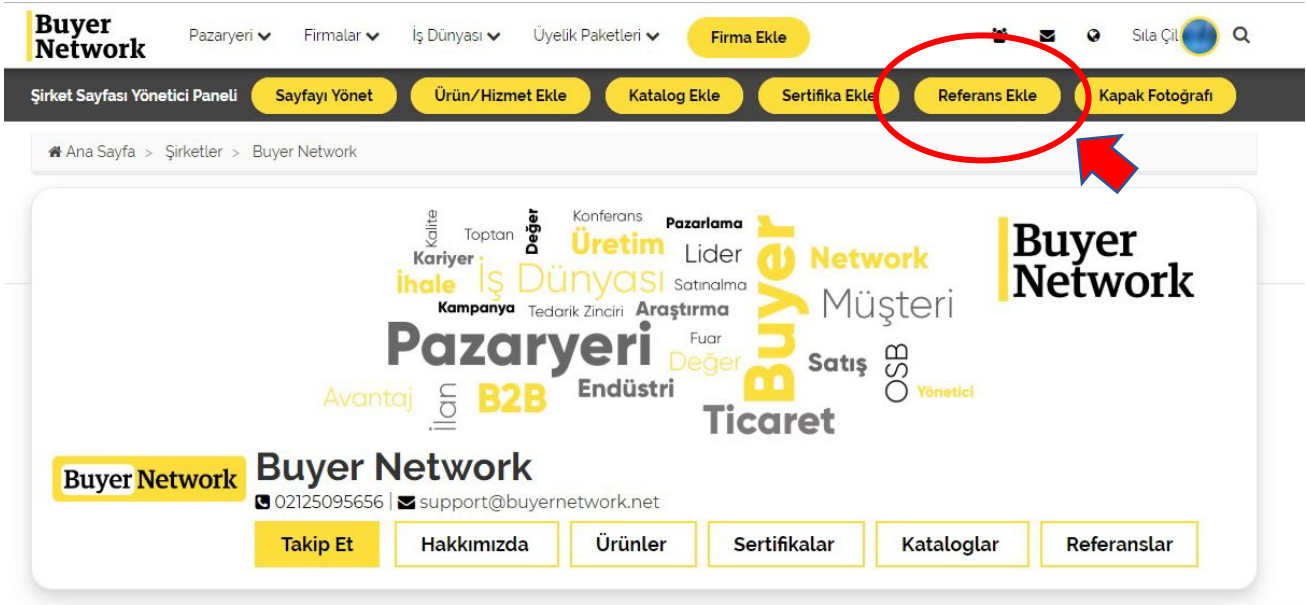 Buyer
Network
Pazaryeri Firmalar İş Dünyası Üyelik Paketleri Firma Ekle Sıla Çil
Şirket Sayfası Yönetici Paneli Sayfayı Yönet Ürün/Hizmet Ekle Katalog Ekle Sertifika Ekle Referans Ekle Kapak Fotoğrafı
Ana Sayfa > Şirketler > Buyer Network
Kalite
Toptan
Değer
Konferans
Pazarlama
Kariyer
Üretim
Lider
İhale
İş Dünyası
Satınalma
Kampanya
Tedarik Zinciri
Araştırma
Buyer
Network
Müşteri
Pazaryeri
Fuar
Değer
Satış
OSB
Avantaj
İlan
B2B
Endüstri
Yönetici
Ticaret
Buyer
Network
Buyer Network
Buyer Network
02125095656 | support@buyernetwork.net
Takip Et Hakkımızda Ürünler Sertifikalar Kataloglar Referanslar